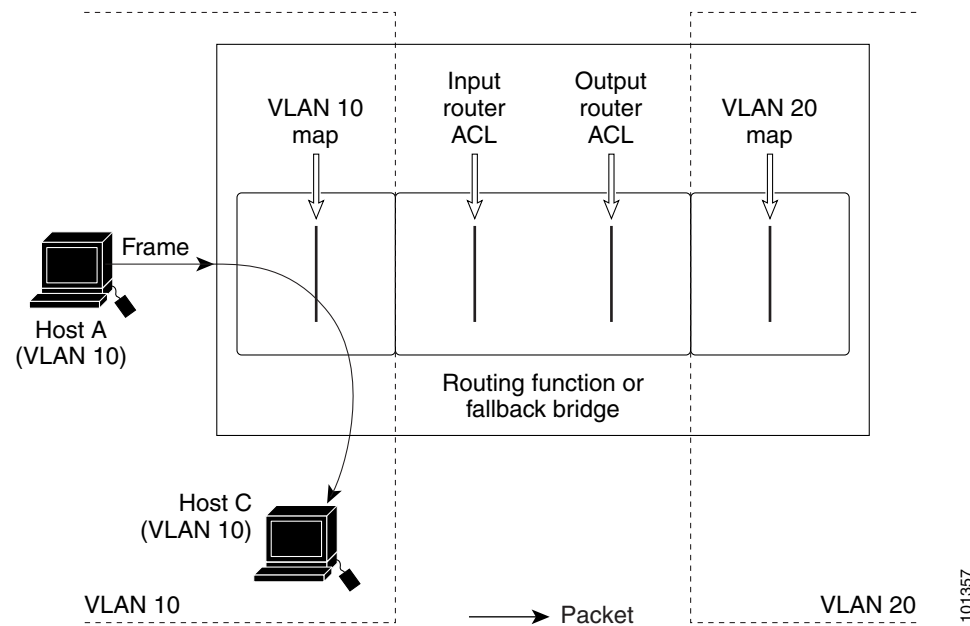 VLAN 10
map
Input
router
ACL
Output
router
ACL
VLAN 20
map
Frame
Host A
(VLAN 10)
Routing function or
fallback bridge
Host C
(VLAN 10)
VLAN 10
Packet
VLAN 20
101357